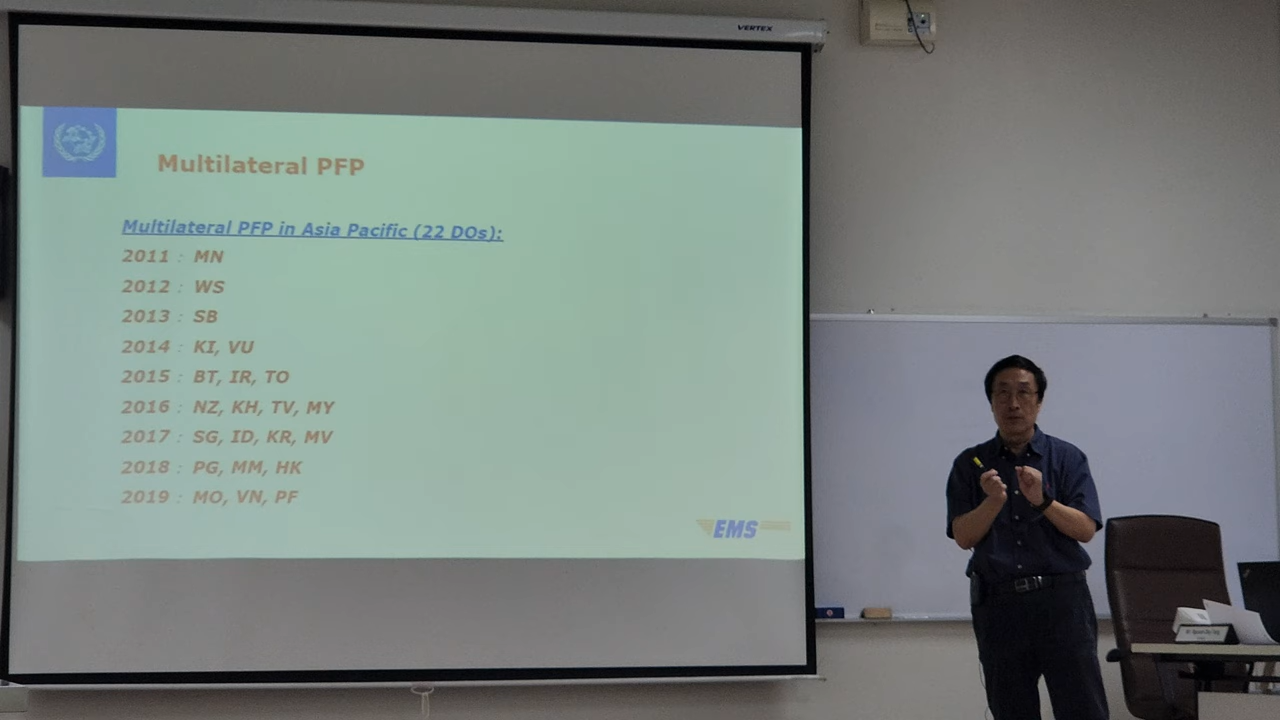 VERTEX
Multilateral PFP
Multilateral PFP in Asia Pacific (22 DOs):
2011 : MN
2012 : WS
2013 : SB
2014 : KI, VU
2015 : BT, IR, TO
2016 : NZ, KH, TV, MY
2017 : SG, ID, KR, MV
2018 : PG, MM, HK
2019 : MO, VN, PF
EMS